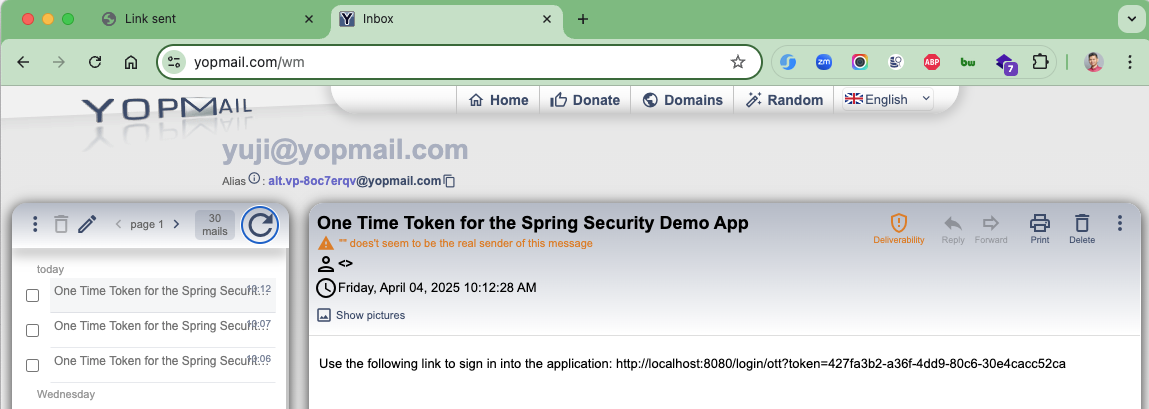 Link sent
Inbox
yopmail.com/wm
ABP
bw
zm
7
YOPMAIL
Home
Donate
Domains
Random
English
yuji@yopmail.com
Alias : alt.vp-8oc7erqv@yopmail.com
page 1
30 mails
today
One Time Token for the Spring Securit... 10:12
One Time Token for the Spring Securit... 10:07
One Time Token for the Spring Securit... 10:06
Wednesday
One Time Token for the Spring Security Demo App
"" does't seem to be the real sender of this message
<>
Friday, April 04, 2025 10:12:28 AM
Show pictures
Deliverability
Reply
Forward
Print
Delete
Use the following link to sign in into the application: http://localhost:8080/login/ott?token=427fa3b2-a36f-4dd9-80c6-30e4cacc52ca